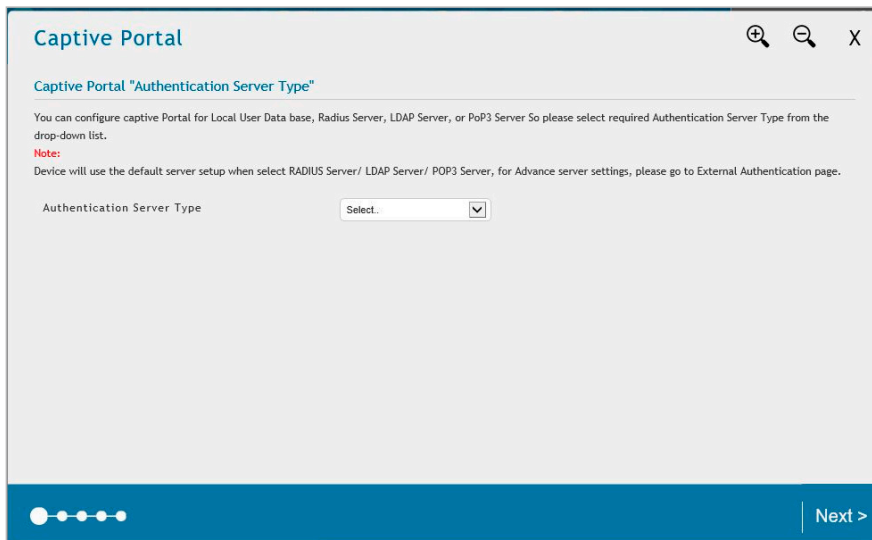 Captive Portal
X
Captive Portal "Authentication Server Type"
You can configure captive Portal for Local User Data base, Radius Server, LDAP Server, or PoP3 Server So please select required Authentication Server Type from the
drop-down list.
Note:
Device will use the default server setup when select RADIUS Server/ LDAP Server/ POP3 Server, for Advance server settings, please go to External Authentication page.
Authentication Server Type
Select..
Next >